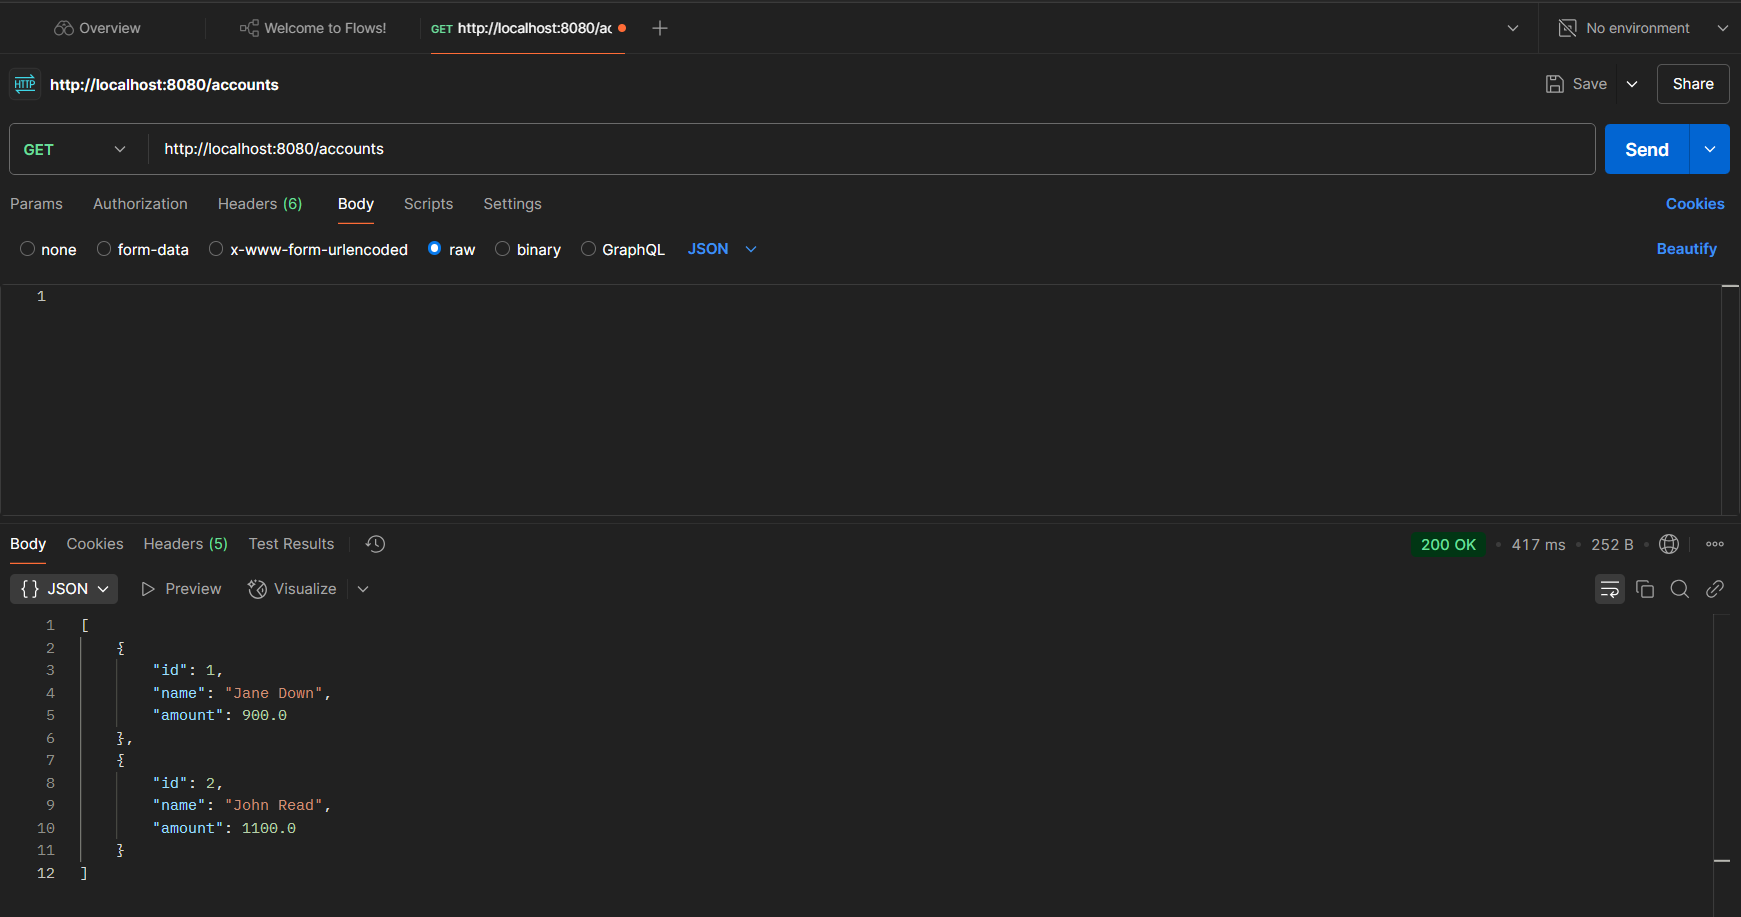 Overview Welcome to Flows! GET http://localhost:8080/ac No environment
HTTP http://localhost:8080/accounts Save Share
GET http://localhost:8080/accounts Send
Params Authorization Headers (6) Body Scripts Settings Cookies
none form-data x-www-form-urlencoded raw binary GraphQL JSON Beautify
1
Body Cookies Headers (5) Test Results 200 OK • 417 ms • 252 B •
{} JSON Preview Visualize
1 [
2 {
3 "id": 1,
4 "name": "Jane Down",
5 "amount": 900.0
6 },
7 {
8 "id": 2,
9 "name": "John Read",
10 "amount": 1100.0
11 }
12 ]